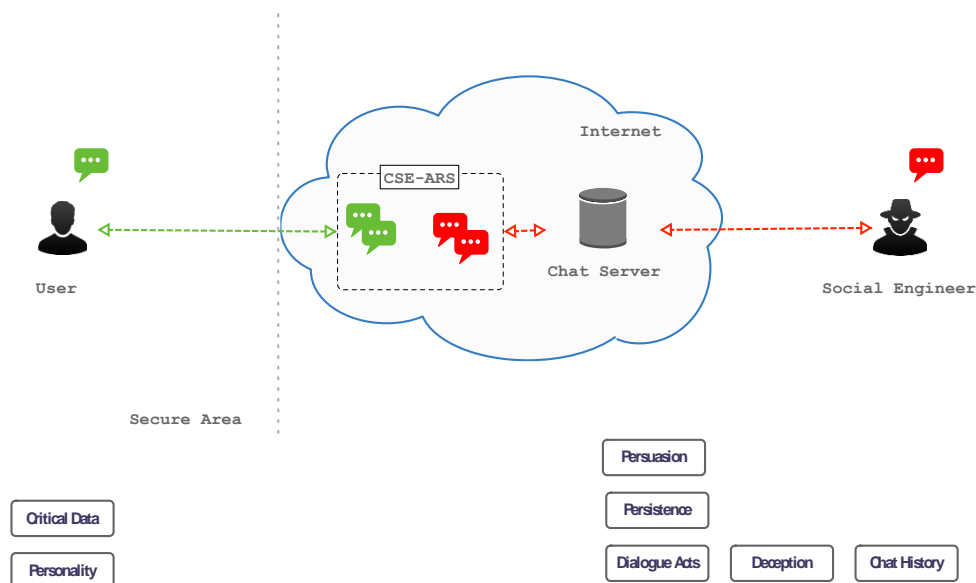 Internet
CSE-ARS
Chat Server
User
Social Engineer
Secure Area
Persuasion
Critical Data
Persistence
Personality
Dialogue Acts
Deception
Chat History